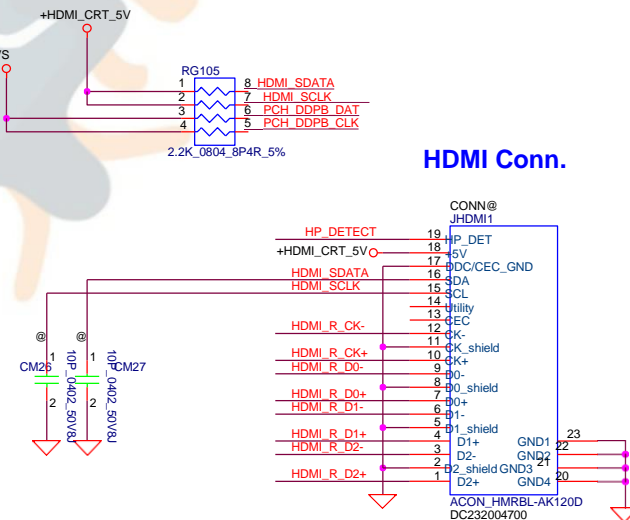 +HDMI_CRT_5V
S
RG105
1 8 HDMI_SDATA
2 7 HDMI_SCLK
3 6 PCH_DDPB_DAT
4 5 PCH_DDPB_CLK
2.2K_0804_8P4R_5%
HDMI Conn.
CONN@
JHDMI1
HP_DETECT 19 HP_DET
+HDMI_CRT_5V 18 +5V
17 DDC/CEC_GND
HDMI_SDATA 16 SDA
HDMI_SCLK 15 SCL
14 Utility
13 CEC
HDMI_R_CK- 12 CK-
11 CK_shield
HDMI_R_CK+ 10 CK+
HDMI_R_D0- 9 D0-
8 D0_shield
HDMI_R_D0+ 7 D0+
HDMI_R_D1- 6 D1-
5 D1_shield
HDMI_R_D1+ 4 D1+ GND1 23
HDMI_R_D2- 3 D2- GND2 22
2 D2_shield GND3 21
HDMI_R_D2+ 1 D2+ GND4 20
ACON_HMRBL-AK120D
DC232004700
@ @
1 1
CM26 CM27
10P_0402_50V8J 10P_0402_50V8J
2 2